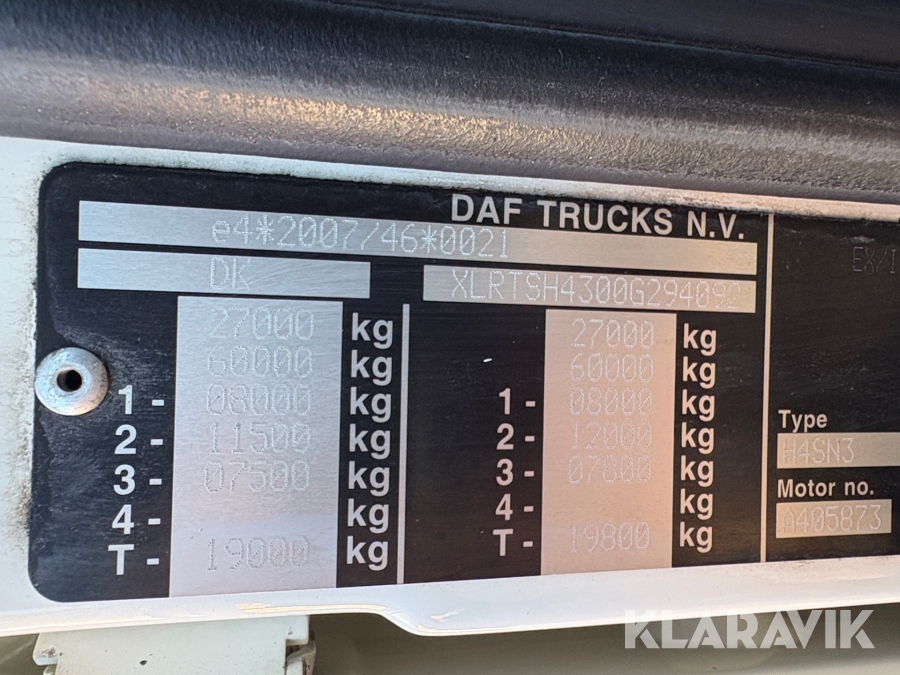 DAF TRUCKS N.V.
e4*2007/46*0021
DK
XLRTSH4300G294092
27000 kg 27000 kg
60000 kg 60000 kg
1 - 08000 kg 1 - 08000 kg
2 - 11500 kg 2 - 12000 kg
3 - 07500 kg 3 - 07800 kg
4 - kg 4 - kg
T - 19000 kg T - 19800 kg
EX/I
Type
H4SN3
Motor no.
A405873
KLARAVIK